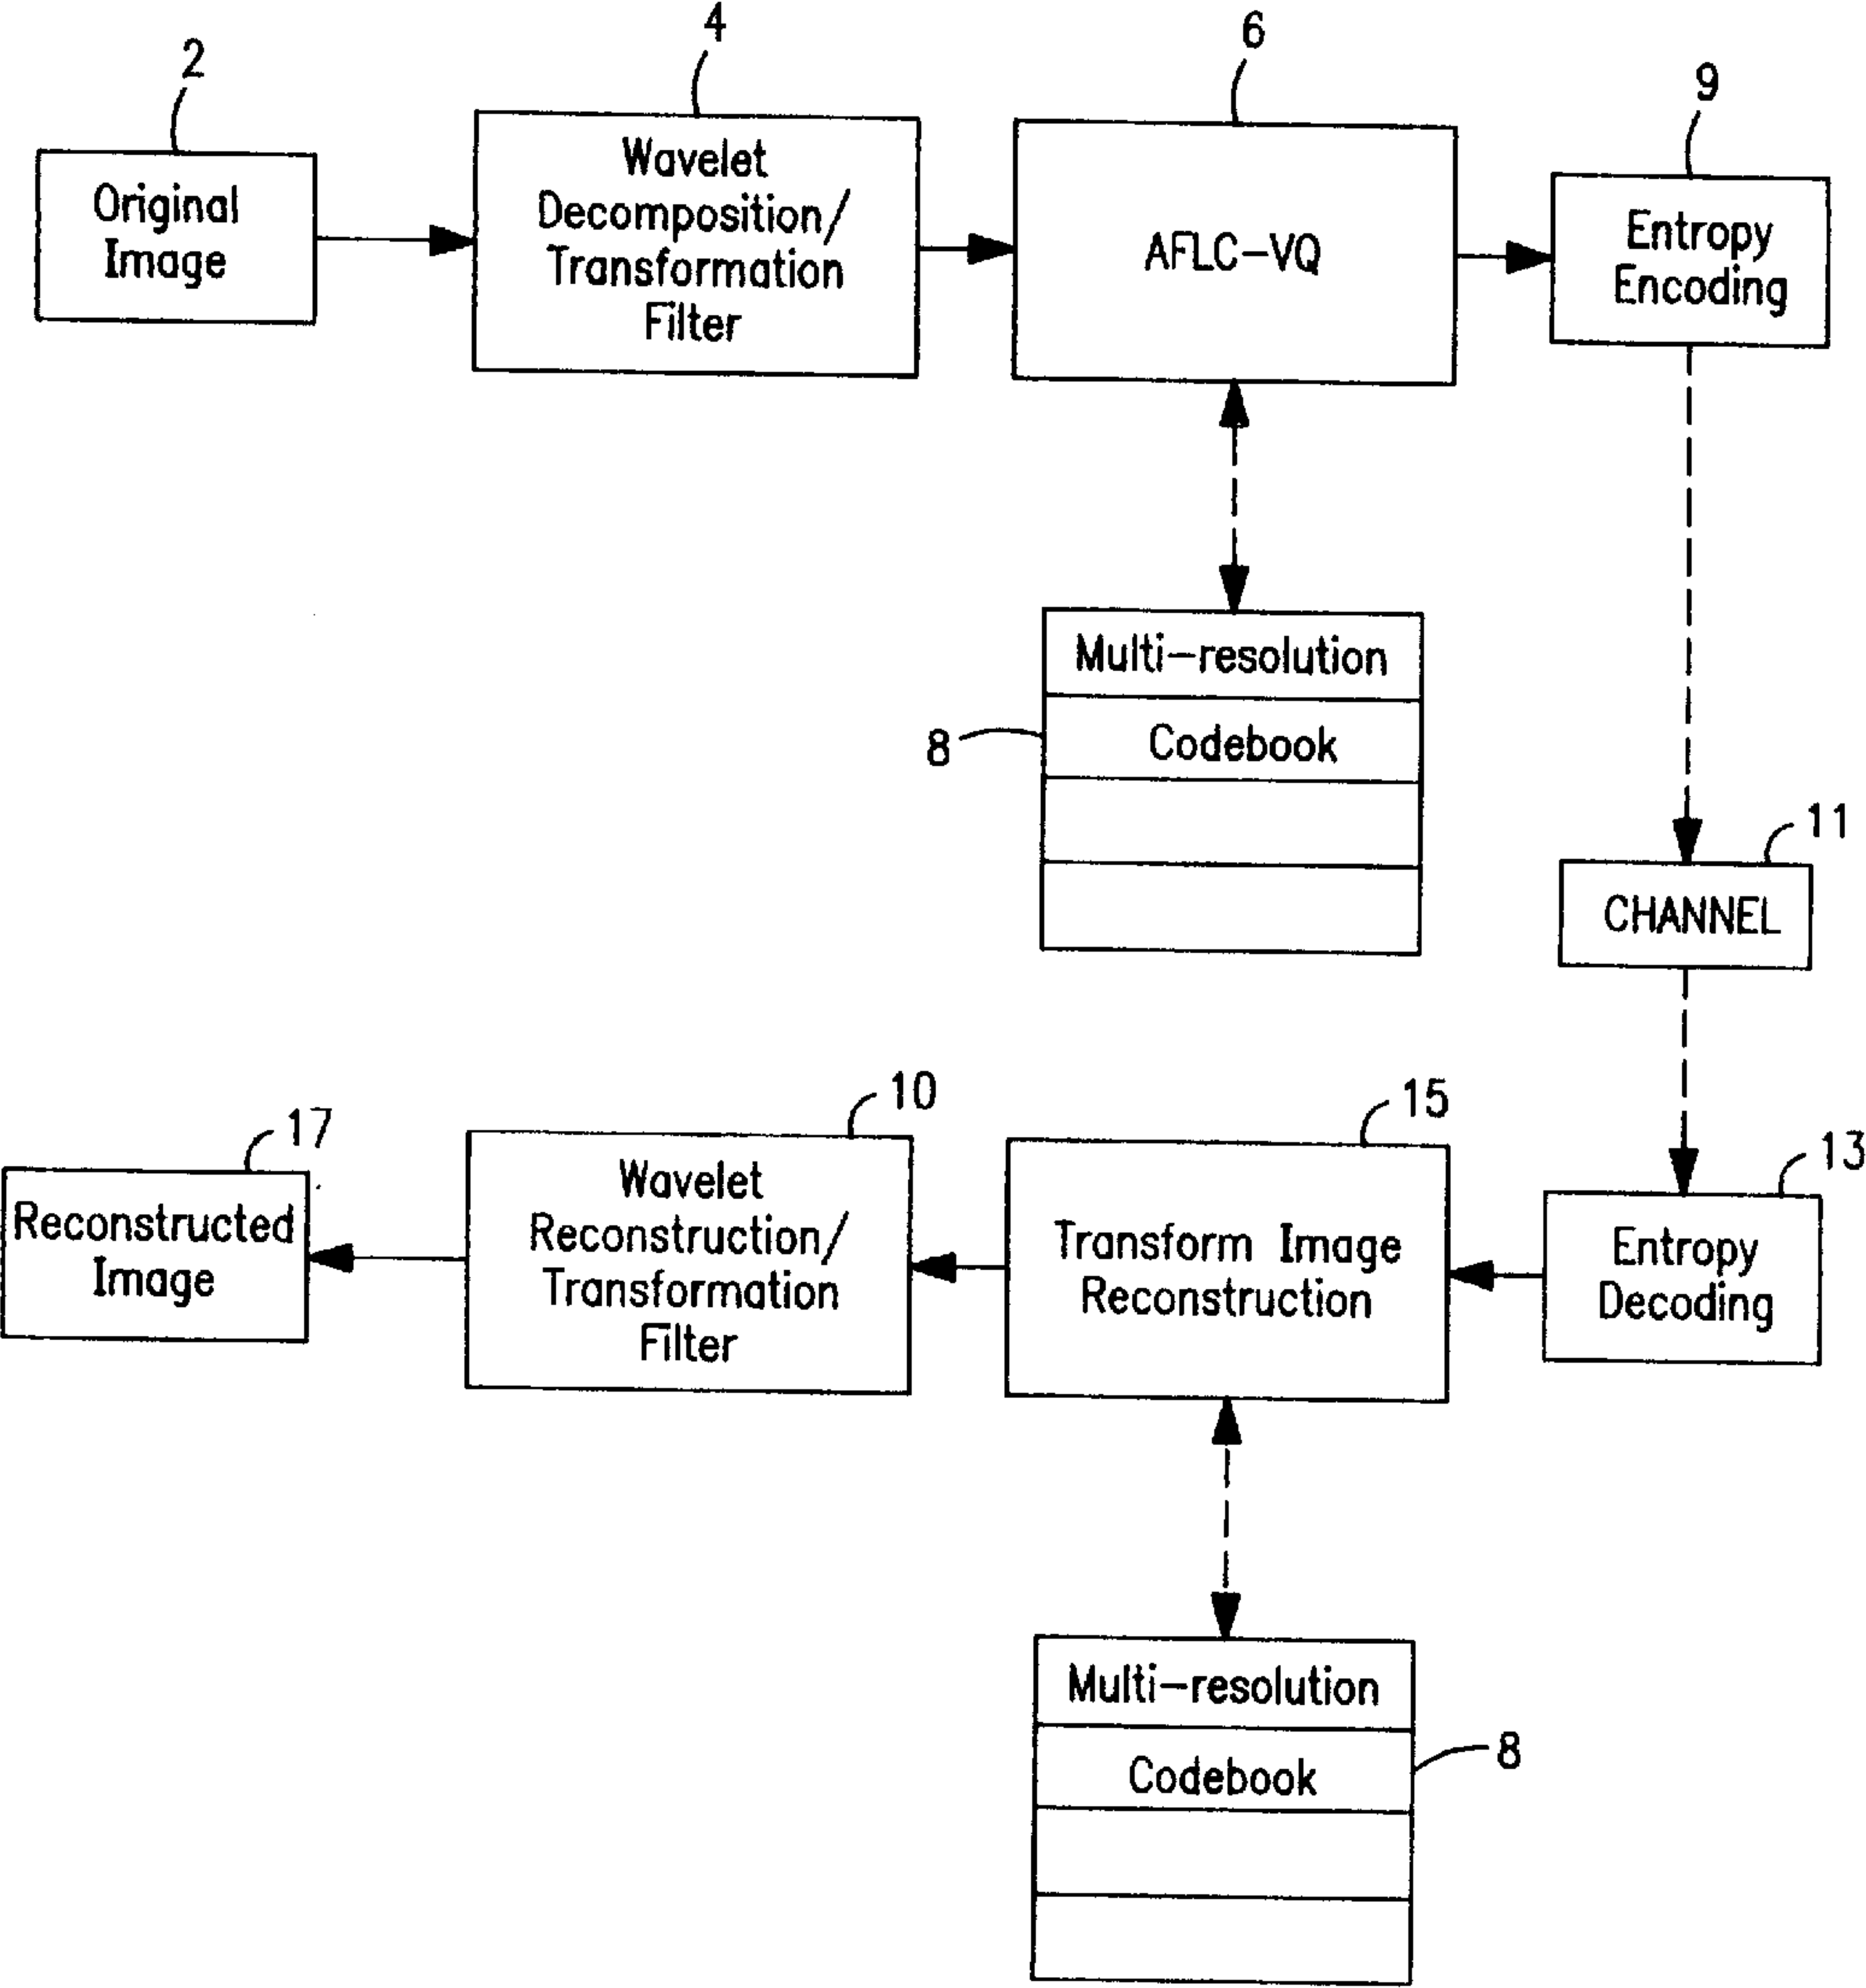 2
4
6
9
Original
Image
Wavelet
Decomposition/
Transformation
Filter
AFLC-VQ
Entropy
Encoding
Multi-resolution
8
Codebook
11
CHANNEL
17
10
15
13
Reconstructed
Image
Wavelet
Reconstruction/
Transformation
Filter
Transform Image
Reconstruction
Entropy
Decoding
Multi-resolution
Codebook
8